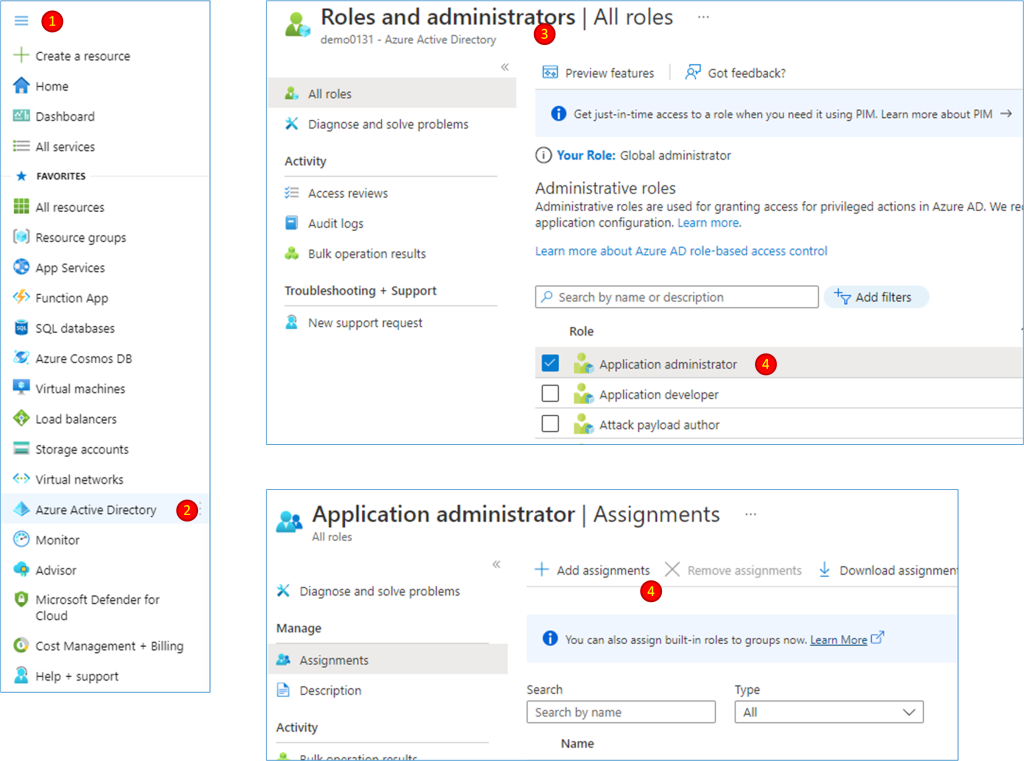 1
Create a resource
Home
Dashboard
All services
FAVORITES
All resources
Resource groups
App Services
Function App
SQL databases
Azure Cosmos DB
Virtual machines
Load balancers
Storage accounts
Virtual networks
Azure Active Directory 2
Monitor
Advisor
Microsoft Defender for
Cloud
Cost Management + Billing
Help + support
Roles and administrators | All roles ...
demo0131 - Azure Active Directory
3
«
All roles
Diagnose and solve problems
Activity
Access reviews
Audit logs
Bulk operation results
Troubleshooting + Support
New support request
Preview features Got feedback?
Get just-in-time access to a role when you need it using PIM. Learn more about PIM →
Your Role: Global administrator
Administrative roles
Administrative roles are used for granting access for privileged actions in Azure AD. We
application configuration. Learn more.
Learn more about Azure AD role-based access control
Search by name or description Add filters
Role
Application administrator 4
Application developer
Attack payload author
Application administrator | Assignments ...
All roles
«
Diagnose and solve problems
Manage
Assignments
Description
Activity
Bulk operation results
Add assignments Remove assignments Download assignment
4
You can also assign built-in roles to groups now. Learn More
Search Type
Search by name All
Name